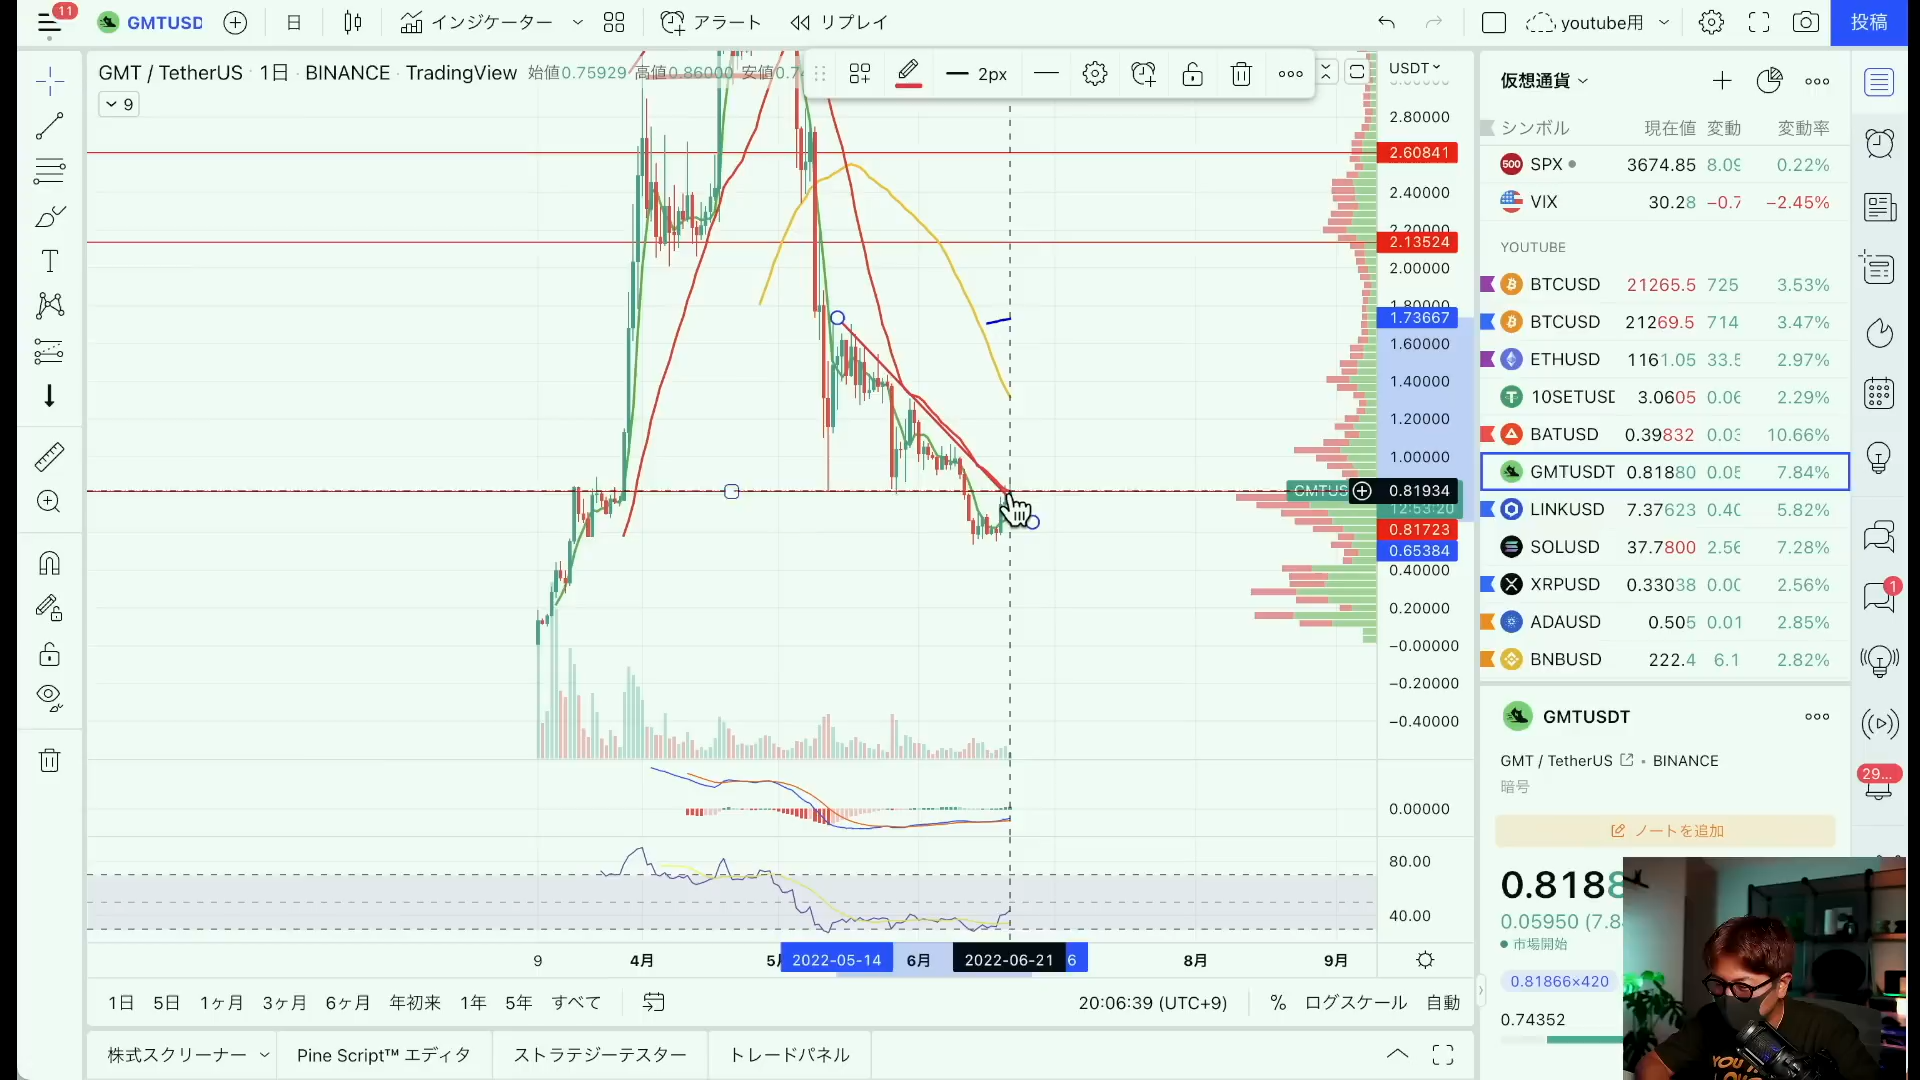 11
GMTUSD
日
インジケーター
アラート
リプレイ
youtube用
投稿
GMT / TetherUS · 1日 · BINANCE · TradingView 始値0.75929 高値0.86000 安値0.7
9
2px
USDT
2.80000
2.60841
2.40000
2.20000
2.13524
2.00000
1.80000
1.73667
1.60000
1.40000
1.20000
1.00000
GMTUS
0.81934
12:53:20
0.81723
0.65384
0.40000
0.20000
−0.00000
−0.20000
−0.40000
0.00000
80.00
40.00
9
4月
2022-05-14
6月
2022-06-21
6
8月
9月
1日 5日 1ヶ月 3ヶ月 6ヶ月 年初来 1年 5年 すべて
20:06:39 (UTC+9) % ログスケール 自動
株式スクリーナー
Pine Script™ エディタ
ストラテジーテスター
トレードパネル
仮想通貨
シンボル 現在値 変動 変動率
500 SPX 3674.85 8.09 0.22%
VIX 30.28 −0.7 −2.45%
YOUTUBE
BTCUSD 21265.5 725 3.53%
BTCUSD 21269.5 714 3.47%
ETHUSD 1161.05 33.5 2.97%
10SETUSD 3.0605 0.06 2.29%
BATUSD 0.39832 0.03 10.66%
GMTUSDT 0.81880 0.05 7.84%
LINKUSD 7.37623 0.40 5.82%
SOLUSD 37.7800 2.56 7.28%
XRPUSD 0.33038 0.00 2.56%
ADAUSD 0.505 0.01 2.85%
BNBUSD 222.4 6.1 2.82%
GMTUSDT
GMT / TetherUS • BINANCE
暗号
ノートを追加
0.8188
0.05950 (7.8
市場開始
0.81866×420
0.74352
1
29...
YOU